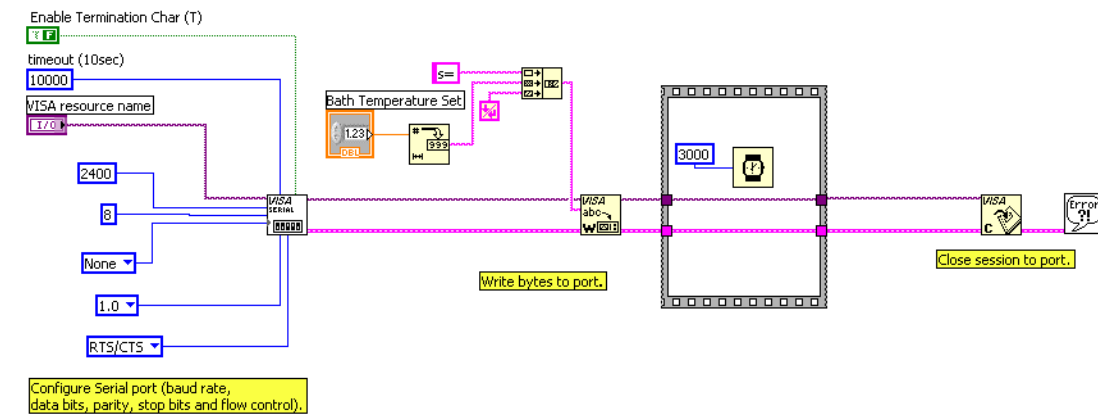 Enable Termination Char (T)
F
timeout (10sec)
10000
VISA resource name
I/O
s=
Bath Temperature Set
1.23
DBL
#
999
3000
2400
8
None
1.0
RTS/CTS
VISA
SERIAL
VISA
abc
W
VISA
C
Error
?!
Write bytes to port.
Close session to port.
Configure Serial port (baud rate,
data bits, parity, stop bits and flow control).